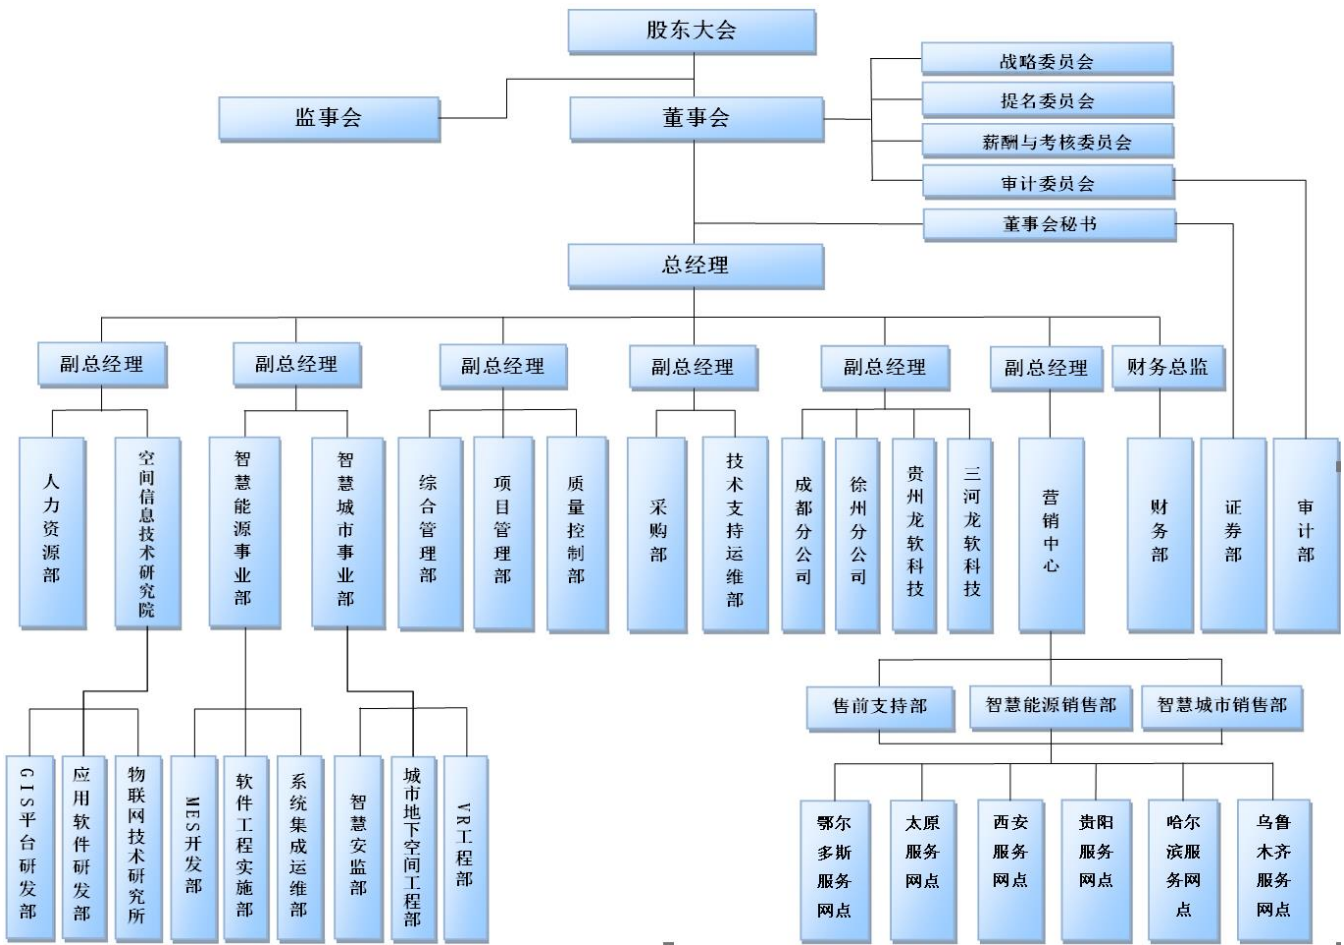 股东大会
战略委员会
监事会
董事会
提名委员会
薪酬与考核委员会
审计委员会
董事会秘书
总经理
副总经理
副总经理
副总经理
副总经理
副总经理
副总经理
财务总监
人力资源部
空间信息技术研究院
智慧能源事业部
智慧城市事业部
综合管理部
项目管理部
质量控制部
采购部
技术支持运维部
成都分公司
徐州分公司
贵州龙软科技
三河龙软科技
营销中心
财务部
证券部
审计部
售前支持部
智慧能源销售部
智慧城市销售部
GIS平台研发部
应用软件研发部
物联网技术研究所
MES开发部
软件工程实施部
系统集成运维部
智慧安监部
城市地下空间工程部
VR工程部
鄂尔
多斯
服务
网点
太原
服务
网点
西安
服务
网点
贵阳
服务
网点
哈尔
滨服
务网
点
乌鲁
木齐
服务
网点